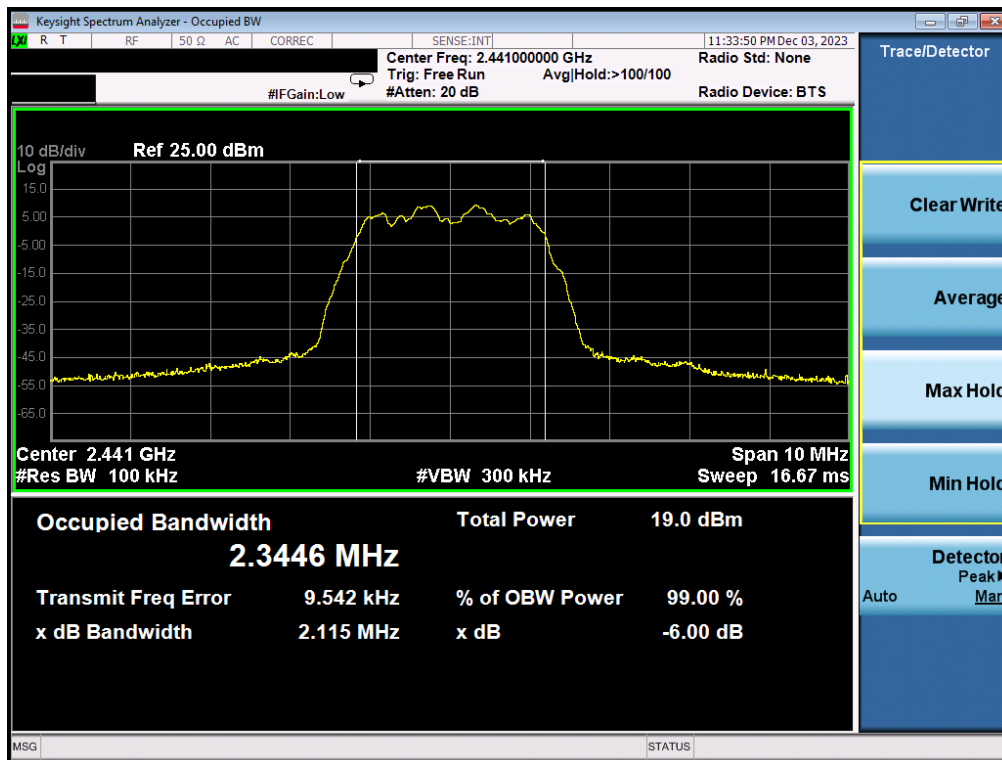 Keysight Spectrum Analyzer - Occupied BW
LXI R T RF 50 Ω AC CORREC SENSE:INT 11:33:50 PM Dec 03, 2023
Center Freq: 2.441000000 GHz Radio Std: None
Trig: Free Run Avg|Hold:>100/100
#IFGain:Low #Atten: 20 dB Radio Device: BTS
Trace/Detector
10 dB/div Ref 25.00 dBm
Log
15.0
5.00
-5.00
-15.0
-25.0
-35.0
-45.0
-55.0
-65.0
Center 2.441 GHz Span 10 MHz
#Res BW 100 kHz #VBW 300 kHz Sweep 16.67 ms
Occupied Bandwidth Total Power 19.0 dBm
2.3446 MHz
Transmit Freq Error 9.542 kHz % of OBW Power 99.00 %
x dB Bandwidth 2.115 MHz x dB -6.00 dB
Clear Write
Average
Max Hold
Min Hold
Detector
Peak
Auto Man
MSG STATUS